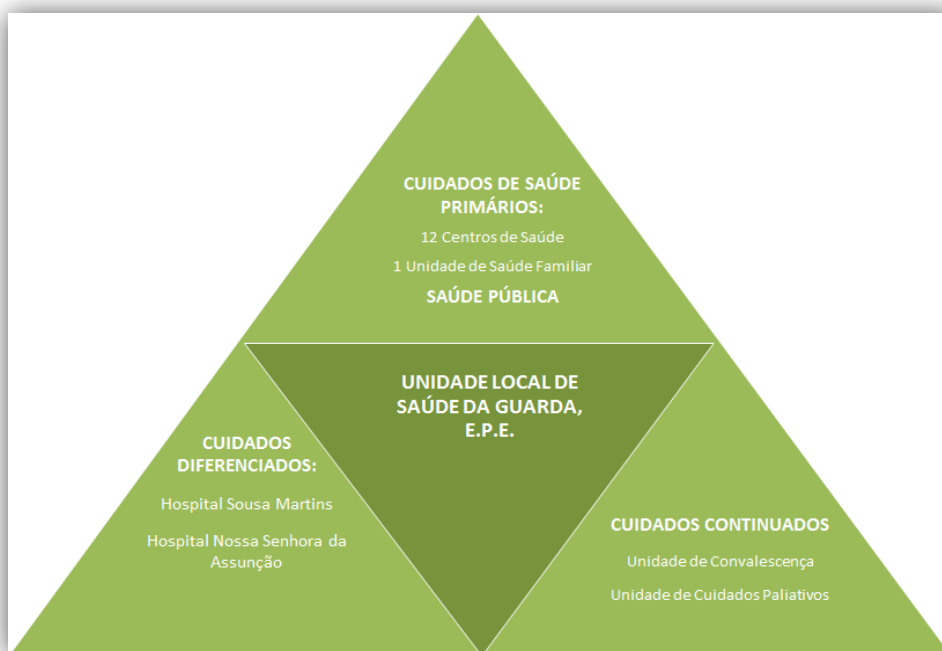 CUIDADOS DE SAÚDE
PRIMÁRIOS:
12 Centros de Saúde
1 Unidade de Saúde Familiar
SAÚDE PÚBLICA
UNIDADE LOCAL DE
SAÚDE DA GUARDA,
E.P.E.
CUIDADOS
DIFERENCIADOS:
Hospital Sousa Martins
Hospital Nossa Senhora da
Assunção
CUIDADOS CONTINUADOS
Unidade de Convalescença
Unidade de Cuidados Paliativos